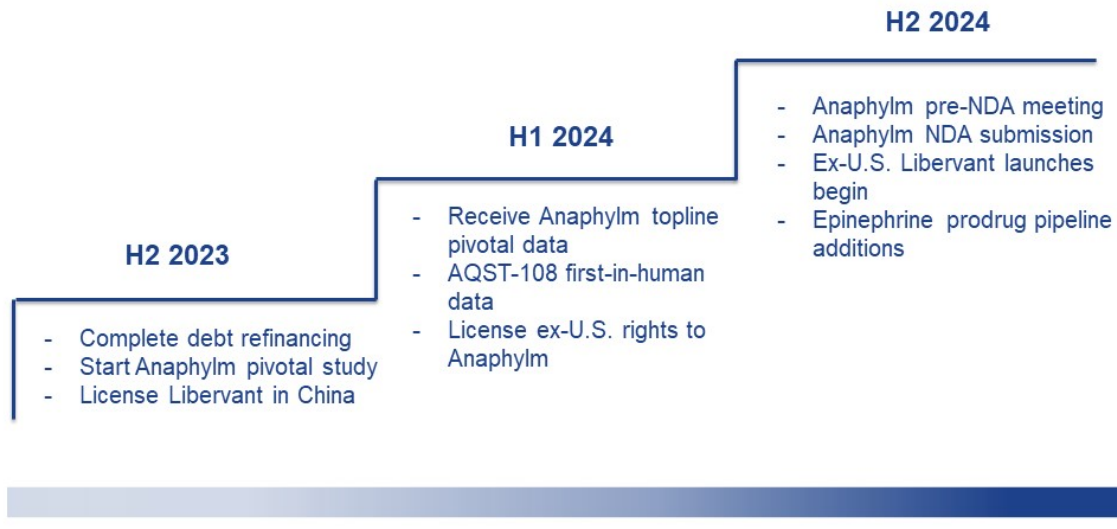 H2 2023
- Complete debt refinancing
- Start Anaphylm pivotal study
- License Libervant in China
H1 2024
- Receive Anaphylm topline
pivotal data
- AQST-108 first-in-human
data
- License ex-U.S. rights to
Anaphylm
H2 2024
- Anaphylm pre-NDA meeting
- Anaphylm NDA submission
- Ex-U.S. Libervant launches
begin
- Epinephrine prodrug pipeline
additions